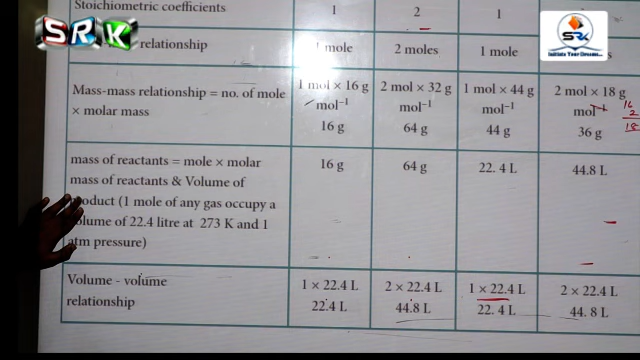 Stoichiometric coefficients 1 2 1
SRK relationship 1 mole 2 moles 1 mole s
SRK
Initiate Your Dreams...
Mass-mass relationship = no. of mole 1 mol × 16 g 2 mol × 32 g 1 mol × 44 g 2 mol × 18 g
× molar mass mol⁻¹ mol⁻¹ mol⁻¹ mol⁻¹
16 g 64 g 44 g 36 g
16
2
18
mass of reactants = mole × molar 16 g 64 g 22. 4 L 44.8 L
mass of reactants & Volume of
product (1 mole of any gas occupy a
volume of 22.4 litre at 273 K and 1
atm pressure)
Volume - volume 1 × 22.4 L 2 × 22.4 L 1 × 22.4 L 2 × 22.4 L
relationship 22.4 L 44.8 L 22. 4 L 44. 8 L